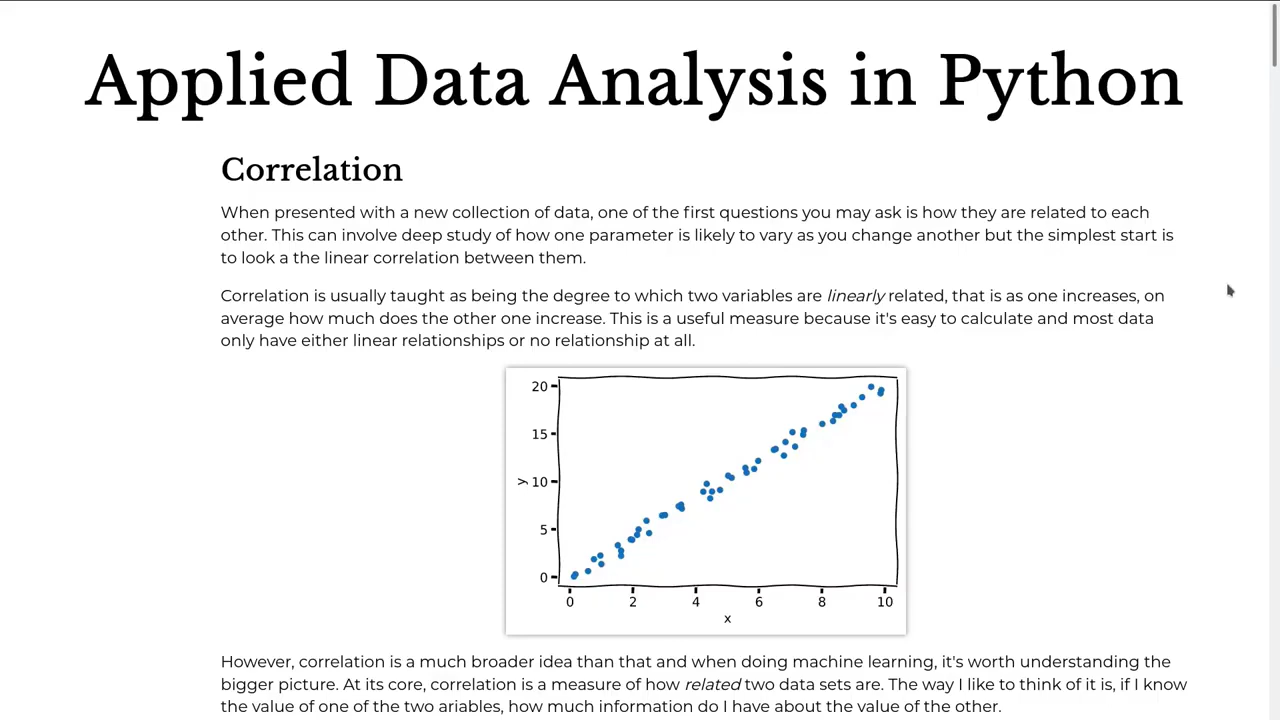 Applied Data Analysis in Python
Correlation
When presented with a new collection of data, one of the first questions you may ask is how they are related to each
other. This can involve deep study of how one parameter is likely to vary as you change another but the simplest start is
to look a the linear correlation between them.
Correlation is usually taught as being the degree to which two variables are linearly related, that is as one increases, on
average how much does the other one increase. This is a useful measure because it's easy to calculate and most data
only have either linear relationships or no relationship at all.
20
15
y 10
5
0
0 2 4 6 8 10
x
However, correlation is a much broader idea than that and when doing machine learning, it's worth understanding the
bigger picture. At its core, correlation is a measure of how related two data sets are. The way I like to think of it is, if I know
the value of one of the two ariables, how much information do I have about the value of the other.